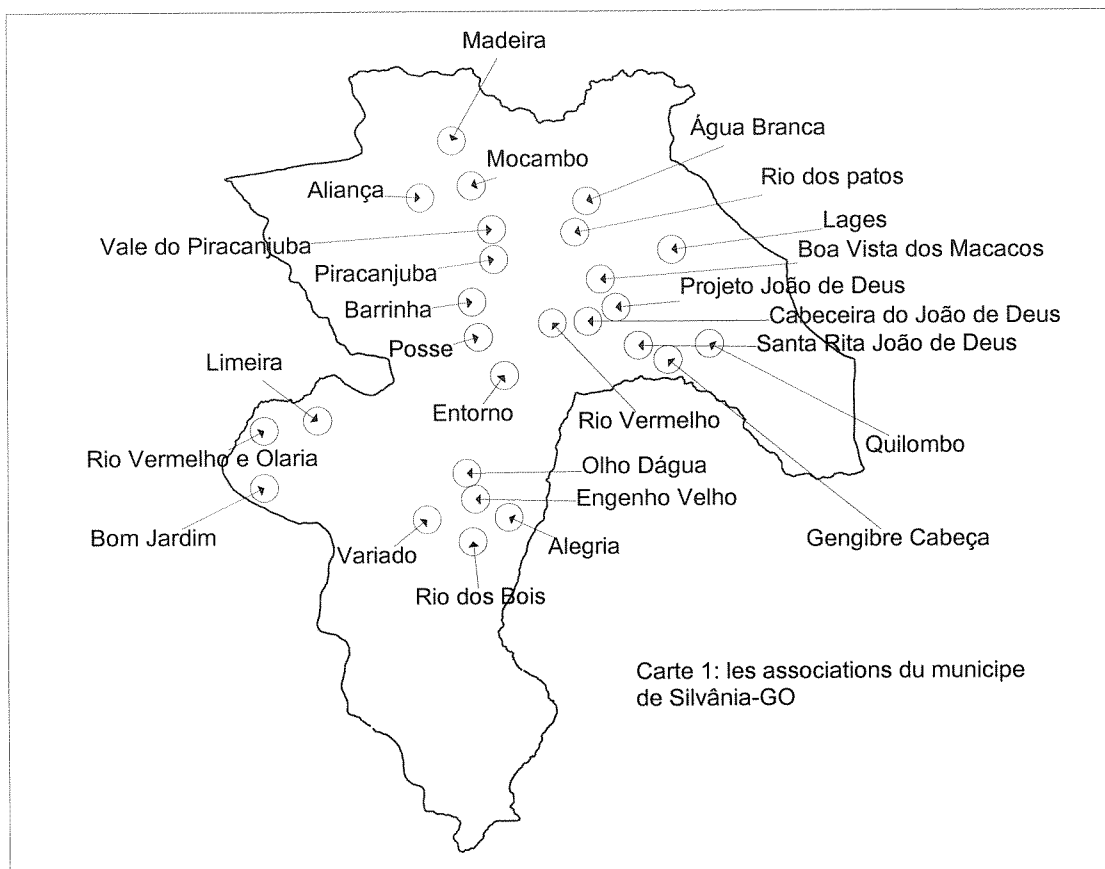 Madeira
Água Branca
Mocambo
Rio dos patos
Aliança
Lages
Vale do Piracanjuba
Boa Vista dos Macacos
Piracanjuba
Projeto João de Deus
Barrinha
Cabeceira do João de Deus
Posse
Santa Rita João de Deus
Limeira
Entorno
Rio Vermelho
Quilombo
Rio Vermelho e Olaria
Olho Dágua
Engenho Velho
Bom Jardim
Variado
Alegria
Gengibre Cabeça
Rio dos Bois
Carte 1: les associations du municipe
de Silvânia-GO